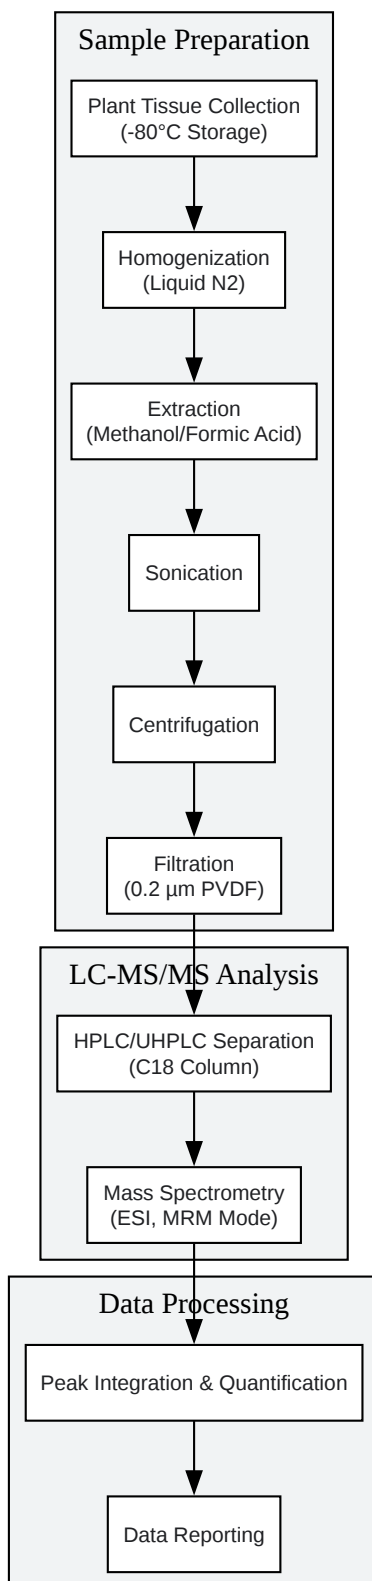 Sample Preparation
Plant Tissue Collection
(-80°C Storage)
Homogenization
(Liquid N2)
Extraction
(Methanol/Formic Acid)
Sonication
Centrifugation
Filtration
(0.2 µm PVDF)
LC-MS/MS Analysis
HPLC/UHPLC Separation
(C18 Column)
Mass Spectrometry
(ESI, MRM Mode)
Data Processing
Peak Integration & Quantification
Data Reporting